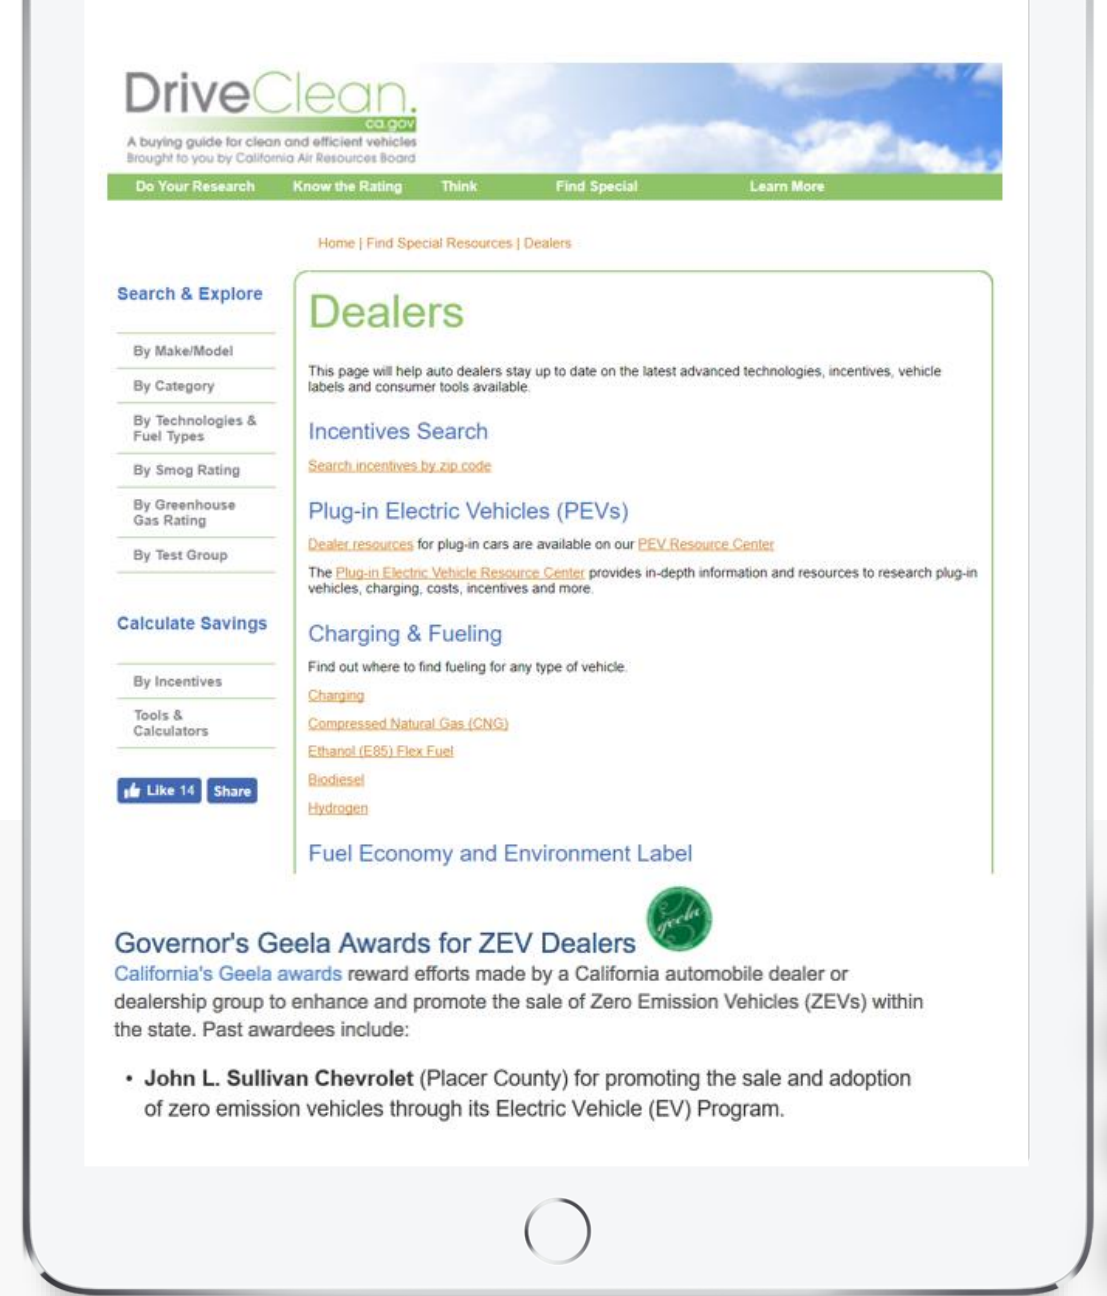 DriveClean.
ca.gov
A buying guide for clean and efficient vehicles
Brought to you by California Air Resources Board
Do Your Research Know the Rating Think Find Special Learn More
Home | Find Special Resources | Dealers
Search & Explore
By Make/Model
By Category
By Technologies &
Fuel Types
By Smog Rating
By Greenhouse
Gas Rating
By Test Group
Calculate Savings
By Incentives
Tools &
Calculators
Like 14 Share
Dealers
This page will help auto dealers stay up to date on the latest advanced technologies, incentives, vehicle
labels and consumer tools available.
Incentives Search
Search incentives by zip code
Plug-in Electric Vehicles (PEVs)
Dealer resources for plug-in cars are available on our PEV Resource Center
The Plug-in Electric Vehicle Resource Center provides in-depth information and resources to research plug-in
vehicles, charging, costs, incentives and more.
Charging & Fueling
Find out where to find fueling for any type of vehicle.
Charging
Compressed Natural Gas (CNG)
Ethanol (E85) Flex Fuel
Biodiesel
Hydrogen
Fuel Economy and Environment Label
Governor's Geela Awards for ZEV Dealers
geela
California's Geela awards reward efforts made by a California automobile dealer or
dealership group to enhance and promote the sale of Zero Emission Vehicles (ZEVs) within
the state. Past awardees include:
• John L. Sullivan Chevrolet (Placer County) for promoting the sale and adoption
of zero emission vehicles through its Electric Vehicle (EV) Program.